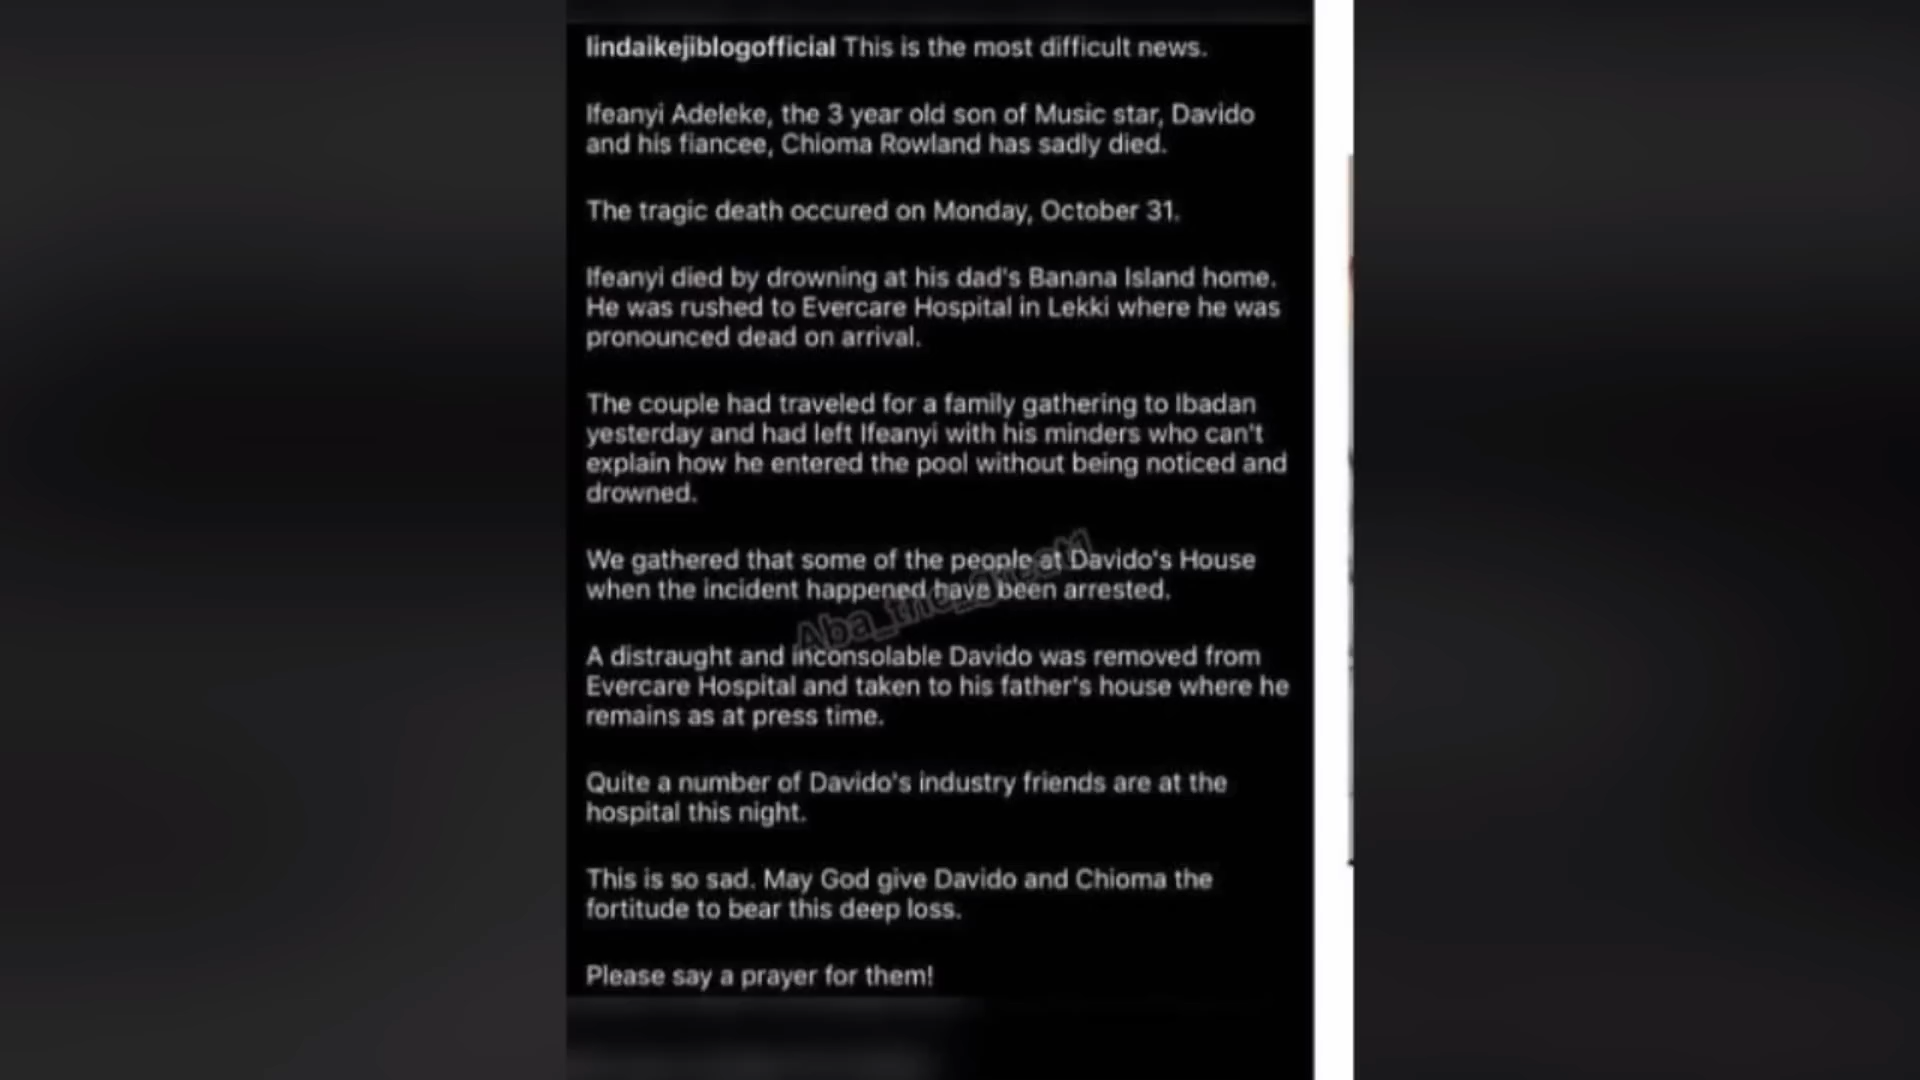 lindaikejiblogofficial This is the most difficult news.
Ifeanyi Adeleke, the 3 year old son of Music star, Davido
and his fiancee, Chioma Rowland has sadly died.
The tragic death occured on Monday, October 31.
Ifeanyi died by drowning at his dad's Banana Island home.
He was rushed to Evercare Hospital in Lekki where he was
pronounced dead on arrival.
The couple had traveled for a family gathering to Ibadan
yesterday and had left Ifeanyi with his minders who can't
explain how he entered the pool without being noticed and
drowned.
We gathered that some of the people at Davido's House
when the incident happened have been arrested.
A distraught and inconsolable Davido was removed from
Evercare Hospital and taken to his father's house where he
remains as at press time.
Quite a number of Davido's industry friends are at the
hospital this night.
This is so sad. May God give Davido and Chioma the
fortitude to bear this deep loss.
Please say a prayer for them!